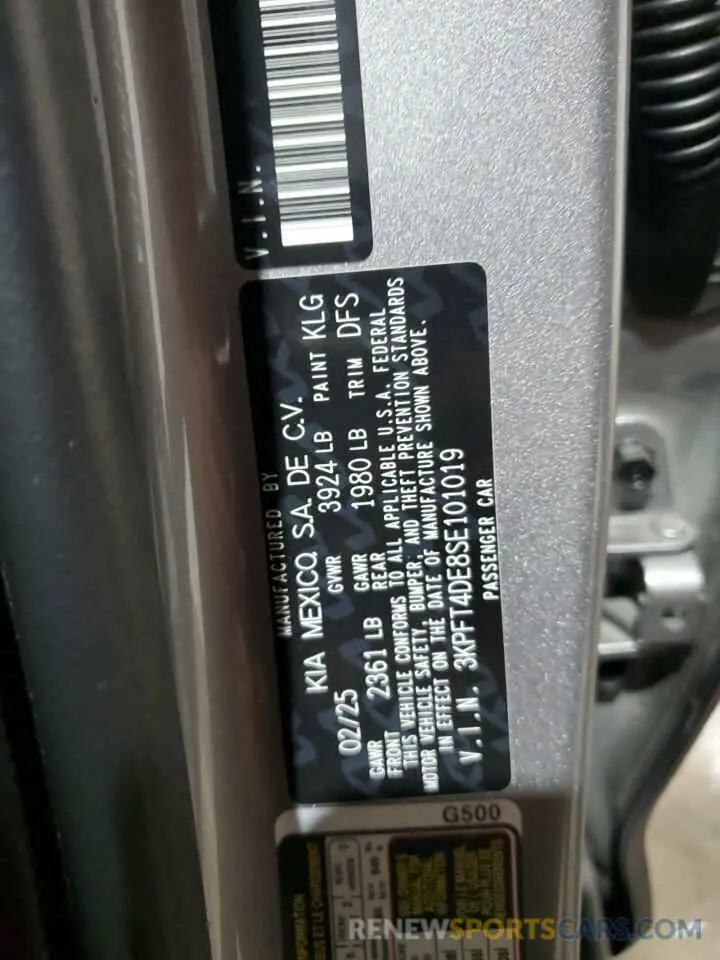 V.I.N.
MANUFACTURED BY
KIA MEXICO, S.A. DE C.V.
02/25 GVWR 3924 LB PAINT KLG
GAWR FRONT 2361 LB GAWR REAR 1980 LB TRIM DFS
THIS VEHICLE CONFORMS TO ALL APPLICABLE U.S.A. FEDERAL
MOTOR VEHICLE SAFETY, BUMPER, AND THEFT PREVENTION STANDARDS
IN EFFECT ON THE DATE OF MANUFACTURE SHOWN ABOVE.
V.I.N. 3KPFT4DE8SE101019
PASSENGER CAR
G500
RENEWSPORTSCARS.COM